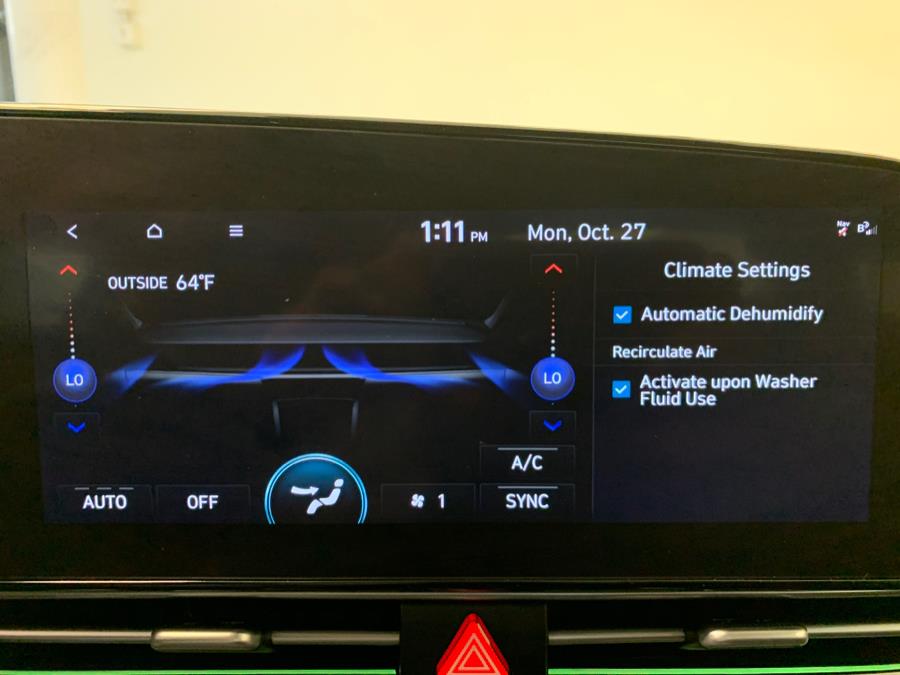 1:11 PM Mon, Oct. 27
OUTSIDE 64°F
Climate Settings
Automatic Dehumidify
Recirculate Air
Activate upon Washer
Fluid Use
LO
LO
A/C
AUTO OFF 1 SYNC